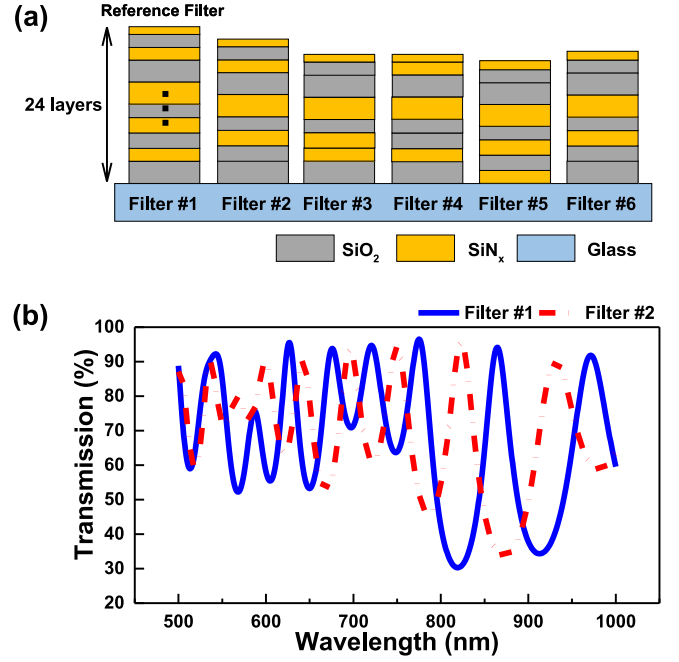 (a)
Reference Filter
24 layers
Filter #1 Filter #2 Filter #3 Filter #4 Filter #5 Filter #6
SiO2 SiNx Glass
(b)
Filter #1 Filter #2
Transmission (%)
100
90
80
70
60
50
40
30
20
500 600 700 800 900 1000
Wavelength (nm)